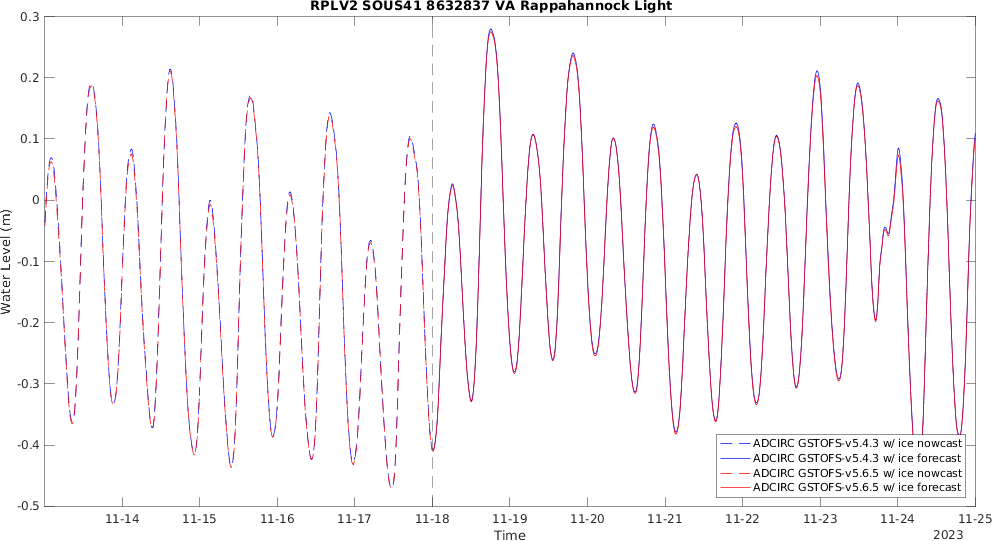 RPLV2 SOUS41 8632837 VA Rappahannock Light
0.3
0.2
0.1
0
-0.1
-0.2
-0.3
-0.4
-0.5
Water Level (m)
ADCIRC GSTOFS-v5.4.3 w/ ice nowcast
ADCIRC GSTOFS-v5.4.3 w/ ice forecast
ADCIRC GSTOFS-v5.6.5 w/ ice nowcast
ADCIRC GSTOFS-v5.6.5 w/ ice forecast
11-14 11-15 11-16 11-17 11-18 11-19 11-20 11-21 11-22 11-23 11-24 11-25
Time
2023